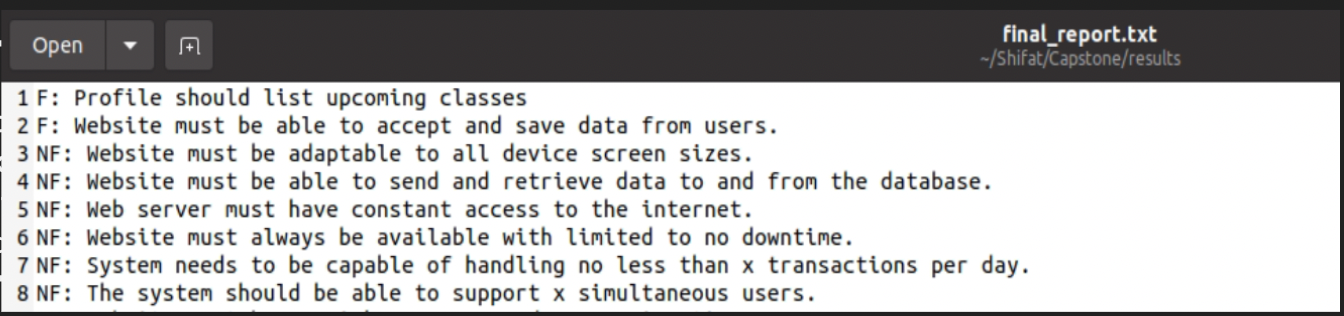 Open
final_report.txt
~/Shifat/Capstone/results
1 F: Profile should list upcoming classes
2 F: Website must be able to accept and save data from users.
3 NF: Website must be adaptable to all device screen sizes.
4 NF: Website must be able to send and retrieve data to and from the database.
5 NF: Web server must have constant access to the internet.
6 NF: Website must always be available with limited to no downtime.
7 NF: System needs to be capable of handling no less than x transactions per day.
8 NF: The system should be able to support x simultaneous users.